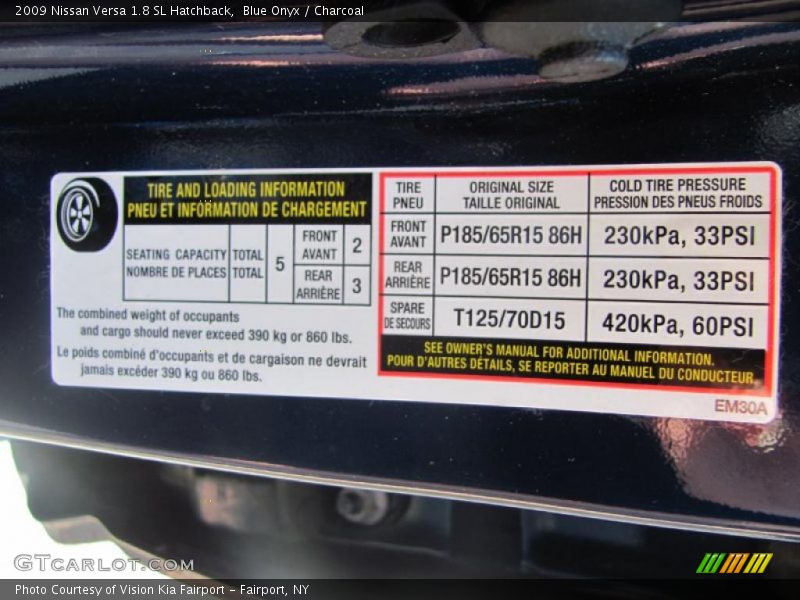 2009 Nissan Versa 1.8 SL Hatchback, Blue Onyx / Charcoal
TIRE AND LOADING INFORMATION
PNEU ET INFORMATION DE CHARGEMENT
SEATING CAPACITY TOTAL 5 FRONT AVANT 2
NOMBRE DE PLACES TOTAL REAR ARRIÈRE 3
The combined weight of occupants
and cargo should never exceed 390 kg or 860 lbs.
Le poids combiné d'occupants et de cargaison ne devrait
jamais excéder 390 kg ou 860 lbs.
TIRE ORIGINAL SIZE COLD TIRE PRESSURE
PNEU TAILLE ORIGINAL PRESSION DES PNEUS FROIDS
FRONT
AVANT P185/65R15 86H 230kPa, 33PSI
REAR
ARRIÈRE P185/65R15 86H 230kPa, 33PSI
SPARE
DE SECOURS T125/70D15 420kPa, 60PSI
SEE OWNER'S MANUAL FOR ADDITIONAL INFORMATION.
POUR D'AUTRES DÉTAILS, SE REPORTER AU MANUEL DU CONDUCTEUR.
EM30A
GTCARLOT.COM
Photo Courtesy of Vision Kia Fairport - Fairport, NY